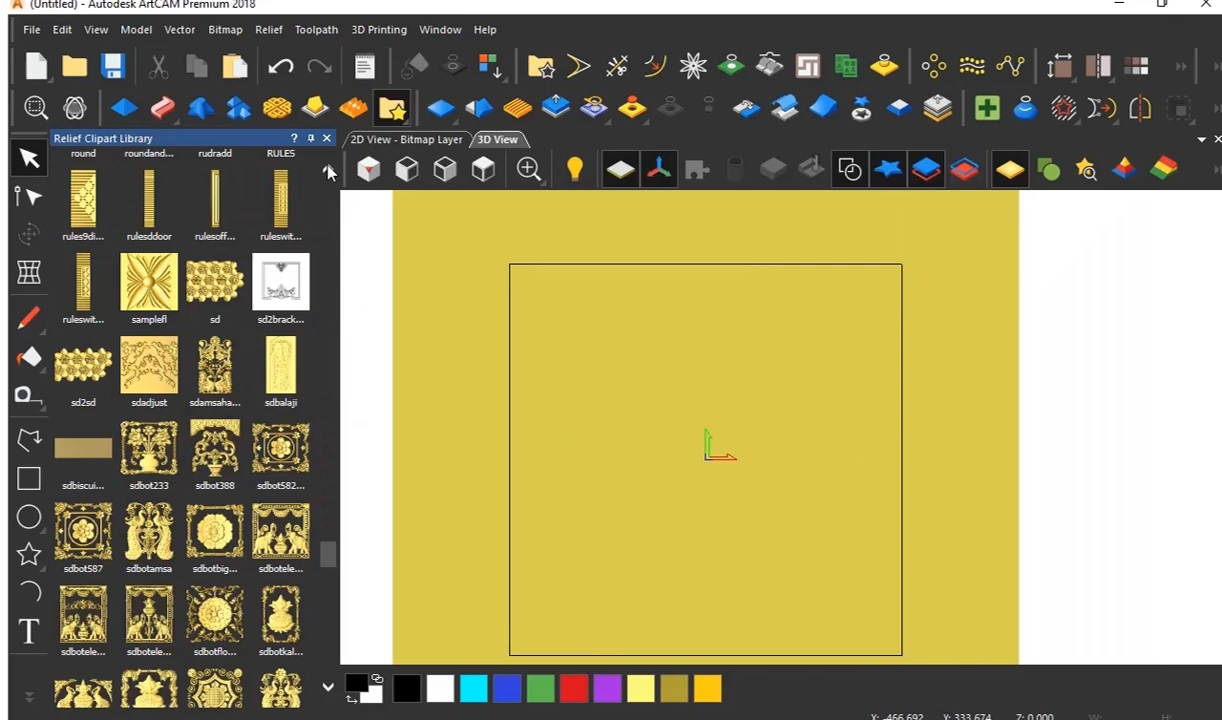 (Untitled) - Autodesk ArtCAM Premium 2018
File Edit View Model Vector Bitmap Relief Toolpath 3D Printing Window Help
Relief Clipart Library ?
2D View - Bitmap Layer 3D View
round roundand... rudradd RULES
rules9di... rulesddoor rulesoff... ruleswit...
ruleswit... samplefl sd sd2brack...
sd2sd sdadjust sdamsaha... sdbalaji
sdbiscui... sdbot233 sdbot388 sdbot582...
sdbot587 sdbotamsa sdbotbig... sdbotele...
sdbotele... sdbotele... sdbotflo... sdbotkal...
T
X: -466.692 Y: 333.674 Z: 0.000 W: H: